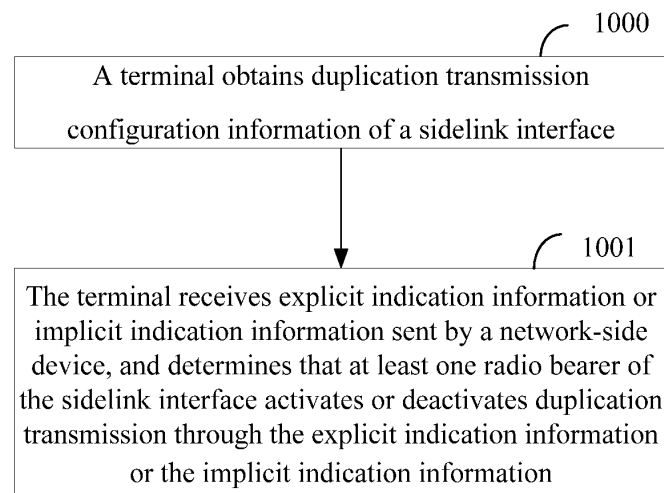 1000
A terminal obtains duplication transmission
configuration information of a sidelink interface
1001
The terminal receives explicit indication information or
implicit indication information sent by a network-side
device, and determines that at least one radio bearer of
the sidelink interface activates or deactivates duplication
transmission through the explicit indication information
or the implicit indication information